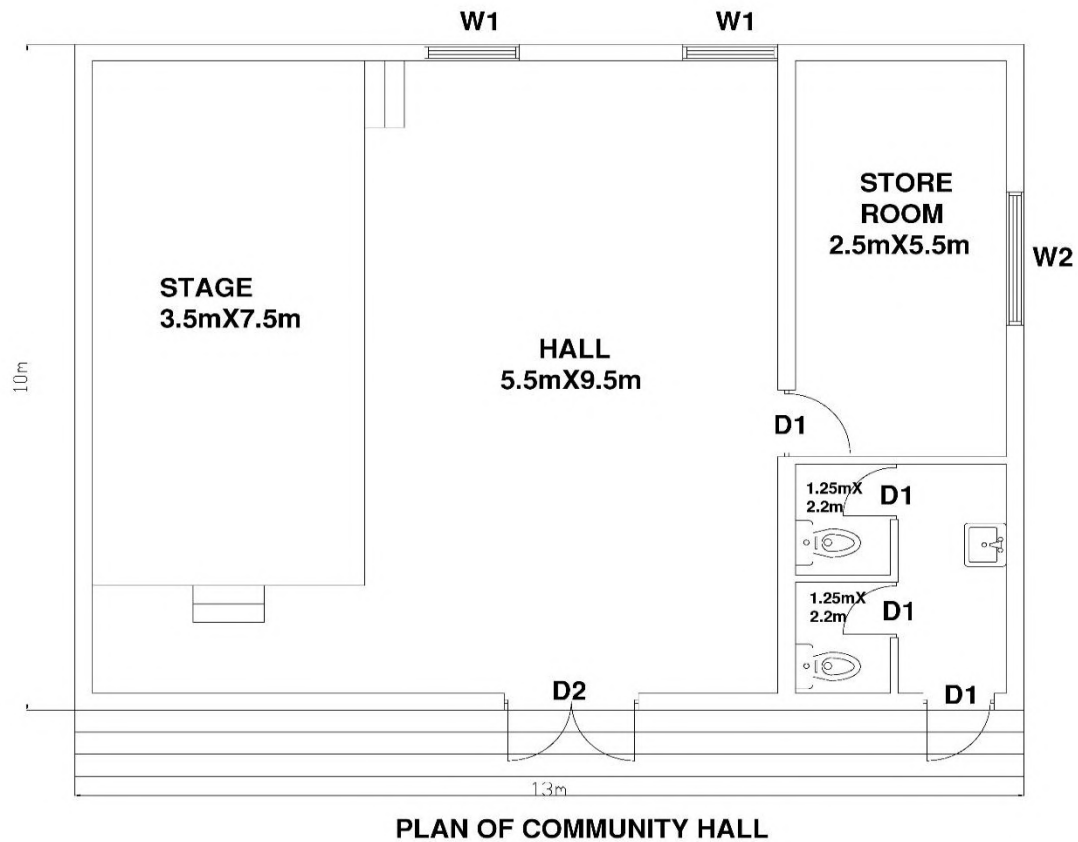 W1
W1
STORE
ROOM
2.5mX5.5m
W2
STAGE
3.5mX7.5m
HALL
5.5mX9.5m
10m
D1
1.25mX
2.2m
D1
1.25mX
2.2m
D1
D2
D1
13m
PLAN OF COMMUNITY HALL